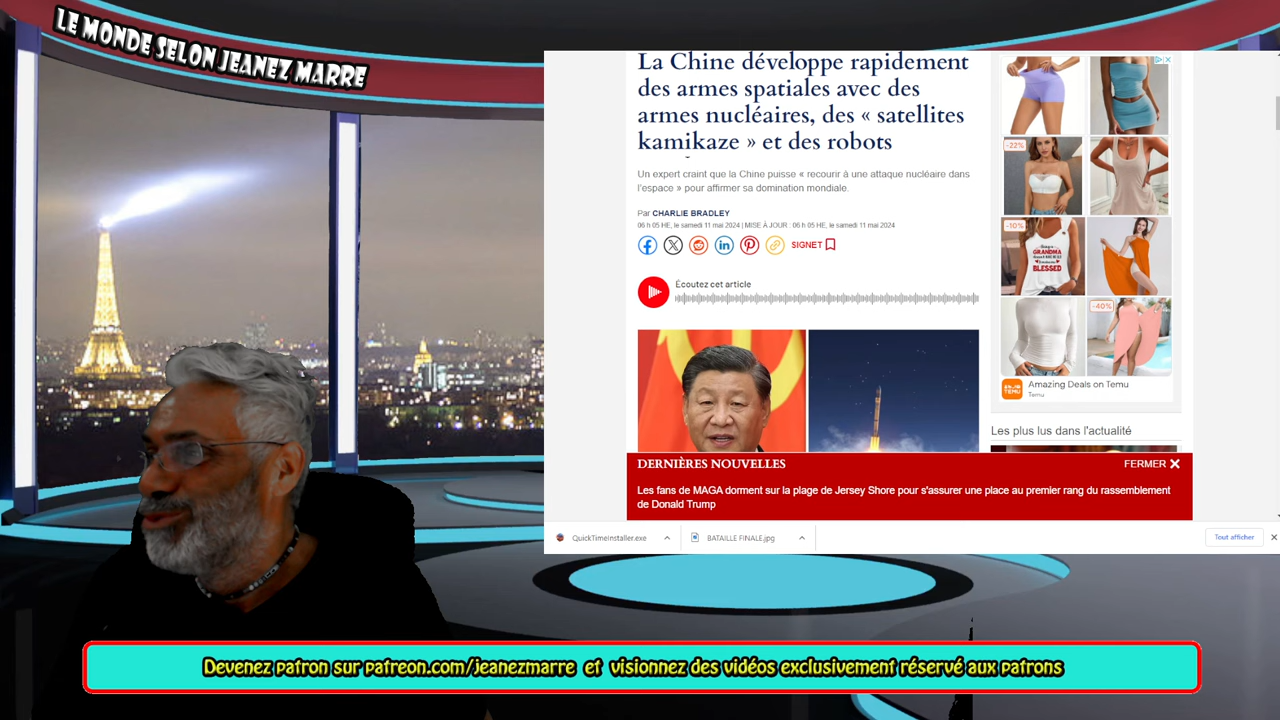 LE MONDE SELON JEANEZ MARRE
La Chine développe rapidement
des armes spatiales avec des
armes nucléaires, des « satellites
kamikaze » et des robots
Un expert craint que la Chine puisse « recourir à une attaque nucléaire dans
l'espace » pour affirmer sa domination mondiale.
Par CHARLIE BRADLEY
06 h 05 HE, le samedi 11 mai 2024 | MISE À JOUR : 06 h 05 HE, le samedi 11 mai 2024
SIGNET
Écoutez cet article
-22%
-10%
Being a
GRANDMA
BLESSED
-40%
TEMU
Amazing Deals on Temu
Temu
Les plus lus dans l'actualité
DERNIÈRES NOUVELLES
FERMER
Les fans de MAGA dorment sur la plage de Jersey Shore pour s'assurer une place au premier rang du rassemblement
de Donald Trump
QuickTimeInstaller.exe
BATAILLE FINALE.jpg
Tout afficher
Devenez patron sur patreon.com/jeanezmarre et visionnez des vidéos exclusivement réservé aux patrons